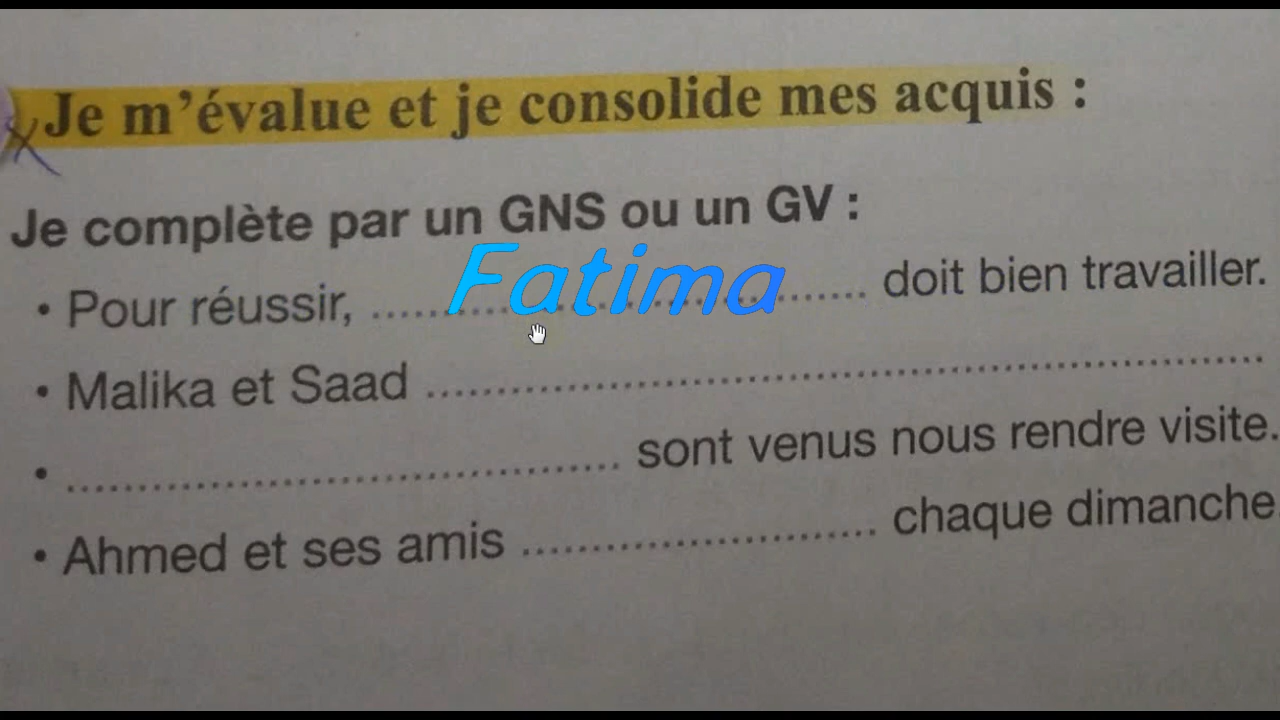 Je m'évalue et je consolide mes acquis :
Je complète par un GNS ou un GV :
• Pour réussir, ........Fatima........ doit bien travailler.
• Malika et Saad ................................................................
• ........................................ sont venus nous rendre visite.
• Ahmed et ses amis .............................. chaque dimanche